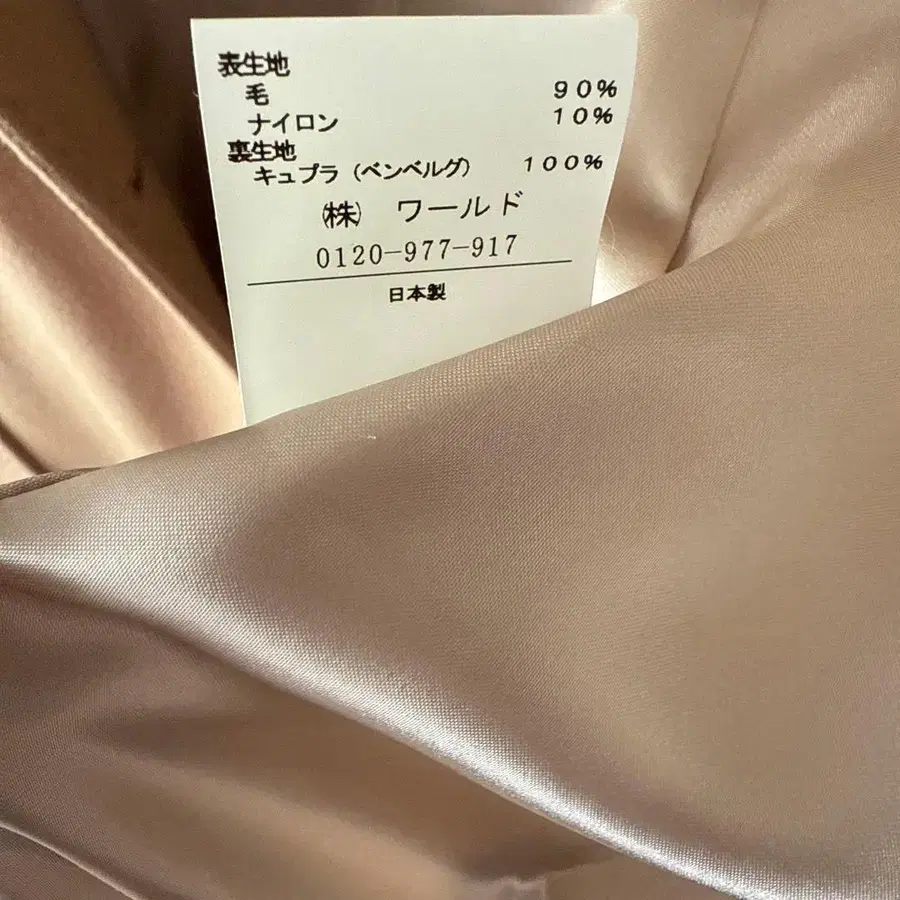 表生地
毛 90%
ナイロン 10%
裏生地
キュプラ（ベンベルグ） 100%
㈱ ワールド
0120-977-917
日本製